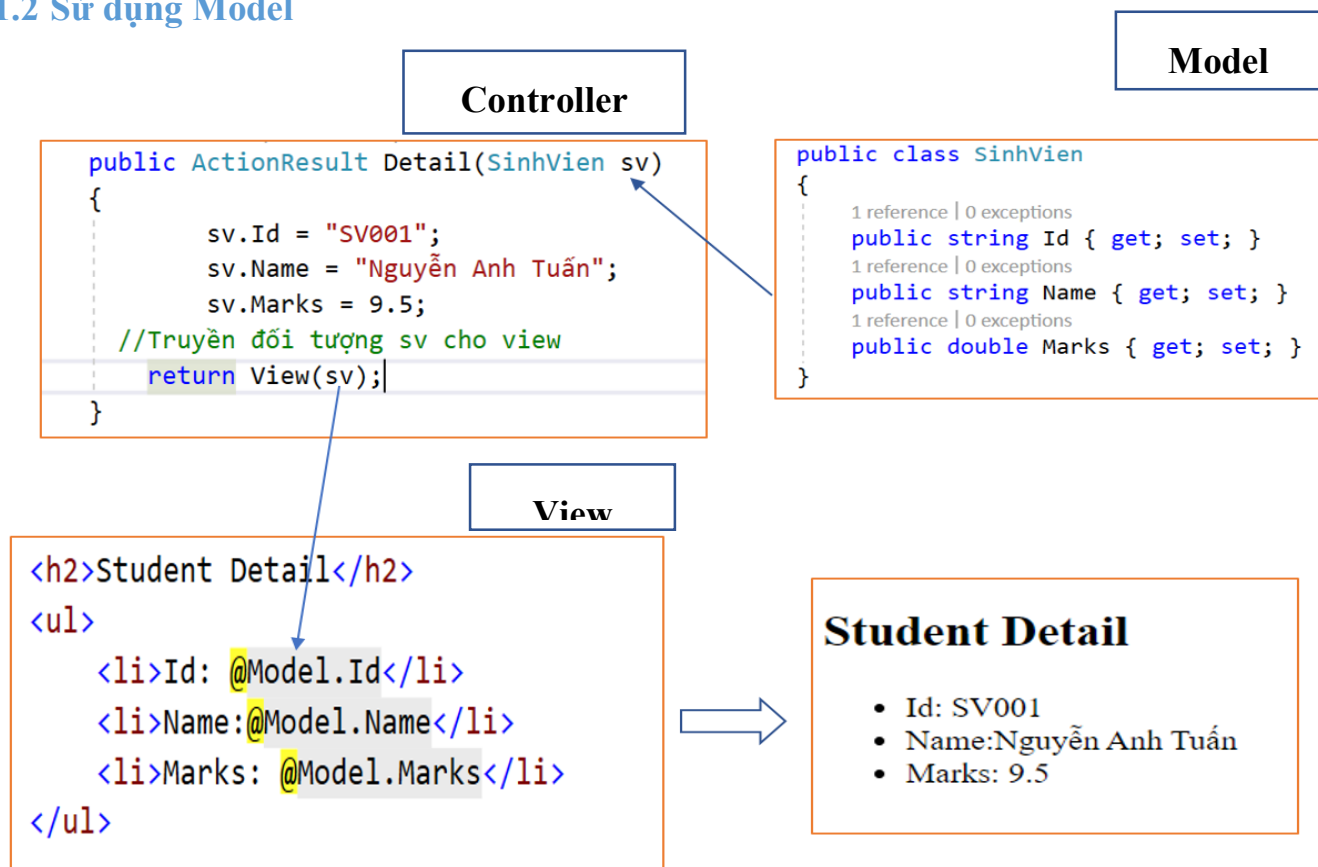 1.2 Sử dụng Model
Controller
Model
public ActionResult Detail(SinhVien sv)
{
sv.Id = "SV001";
sv.Name = "Nguyễn Anh Tuấn";
sv.Marks = 9.5;
//Truyền đối tượng sv cho view
return View(sv);
}
public class SinhVien
{
1 reference | 0 exceptions
public string Id { get; set; }
1 reference | 0 exceptions
public string Name { get; set; }
1 reference | 0 exceptions
public double Marks { get; set; }
}
View
<h2>Student Detail</h2>
<ul>
<li>Id: @Model.Id</li>
<li>Name:@Model.Name</li>
<li>Marks: @Model.Marks</li>
</ul>
Student Detail
• Id: SV001
• Name:Nguyễn Anh Tuấn
• Marks: 9.5